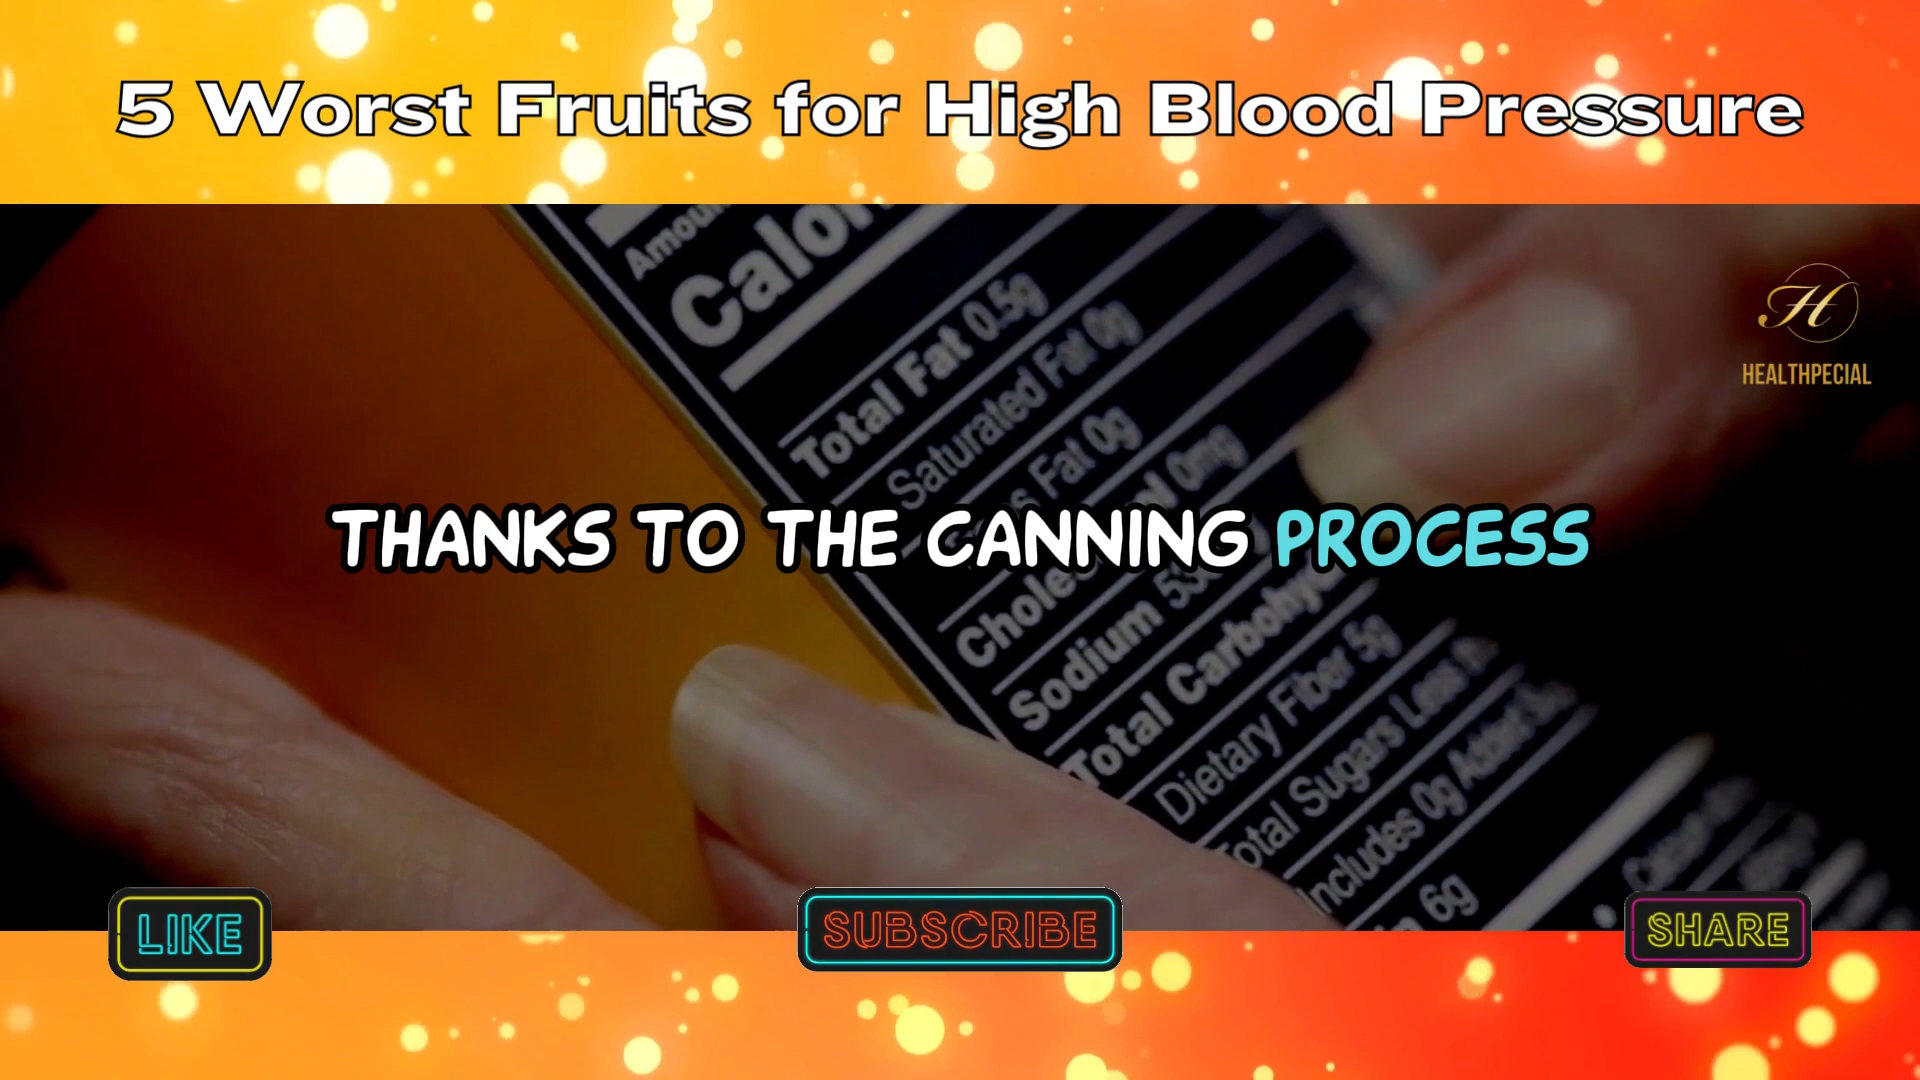 5 Worst Fruits for High Blood Pressure
Amoun
Calor
Total Fat 0.5g
Saturated Fat 0g
Fat 0g
0mg
HEALTHPECIAL
THANKS TO THE CANNING PROCESS
Sodium
Total Carbohy
Dietary Fiber 5g
Total Sugars Less
Includes 0g Added
6g
LIKE
SUBSCRIBE
SHARE